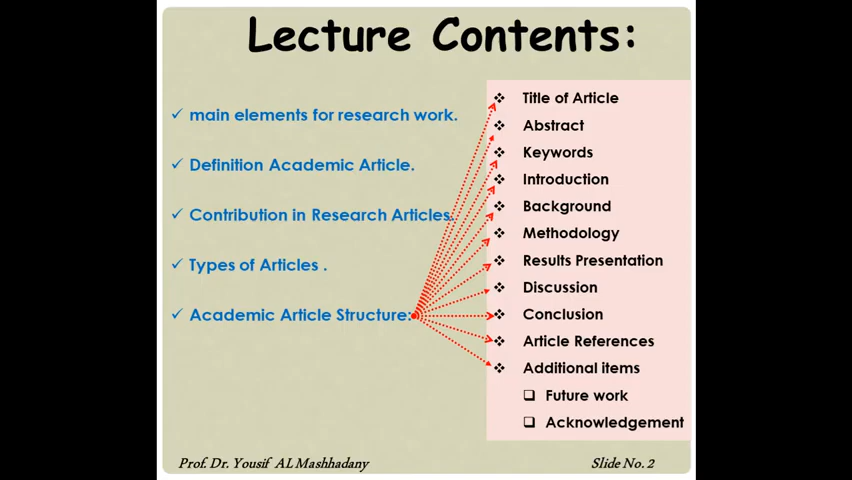 Lecture Contents:
✓ main elements for research work.
✓ Definition Academic Article.
✓ Contribution in Research Articles.
✓ Types of Articles .
✓ Academic Article Structure:
❖ Title of Article
❖ Abstract
❖ Keywords
❖ Introduction
❖ Background
❖ Methodology
❖ Results Presentation
❖ Discussion
❖ Conclusion
❖ Article References
❖ Additional items
❑ Future work
❑ Acknowledgement
Prof. Dr. Yousif AL Mashhadany
Slide No. 2